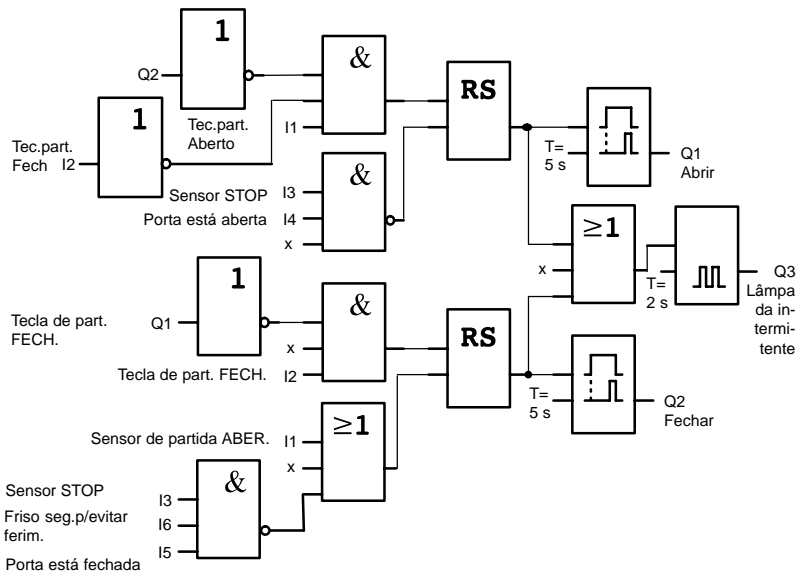 1
&
RS
Q2
Tec.part.
Aberto
1
Tec.part.
Fech I2
I1
T=
5 s
Q1
Abrir
&
Sensor STOP I3
Porta está aberta I4
x
≥1
x
T=
2 s
Q3
Lâmpa
da in-
termi-
tente
1
Tecla de part.
FECH.
Q1
&
x
Tecla de part. FECH. I2
RS
T=
5 s
Q2
Fechar
≥1
Sensor de partida ABER. I1
x
&
Sensor STOP
I3
Friso seg.p/evitar
ferim.
I6
I5
Porta está fechada